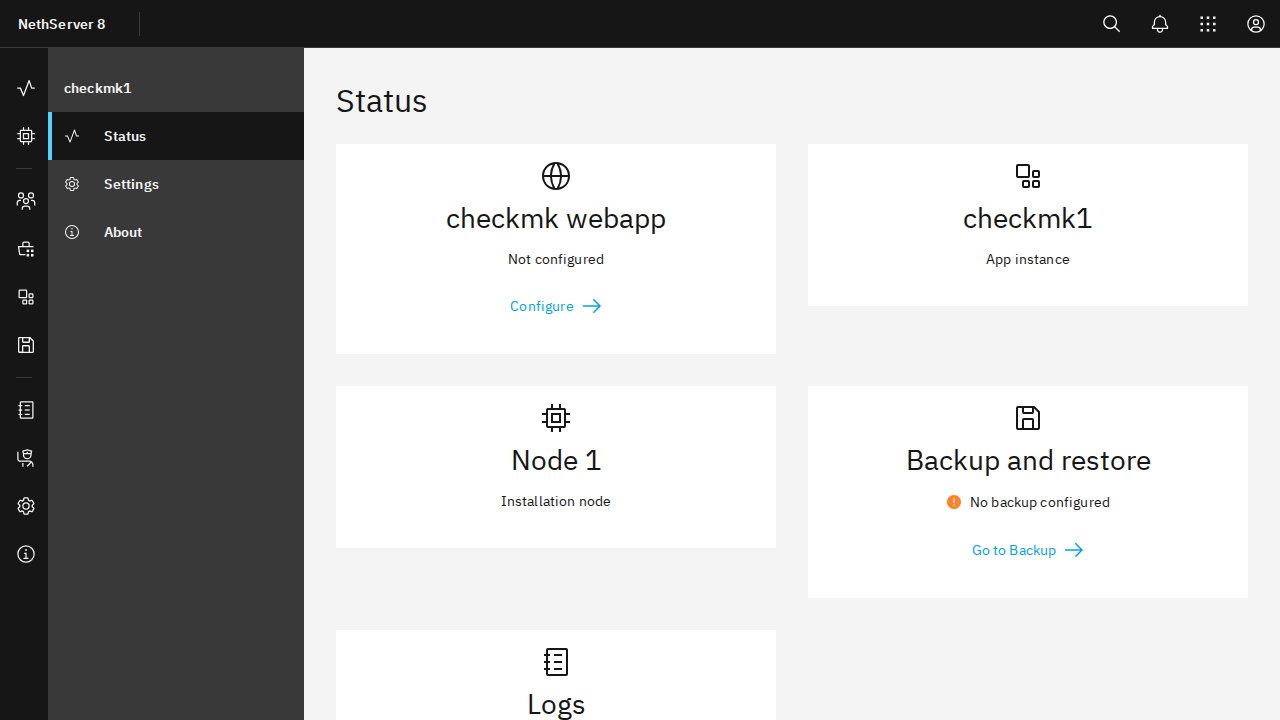 NethServer 8
checkmk1
Status
Settings
About
Status
checkmk webapp
Not configured
Configure
checkmk1
App instance
Node 1
Installation node
Backup and restore
No backup configured
Go to Backup
Logs